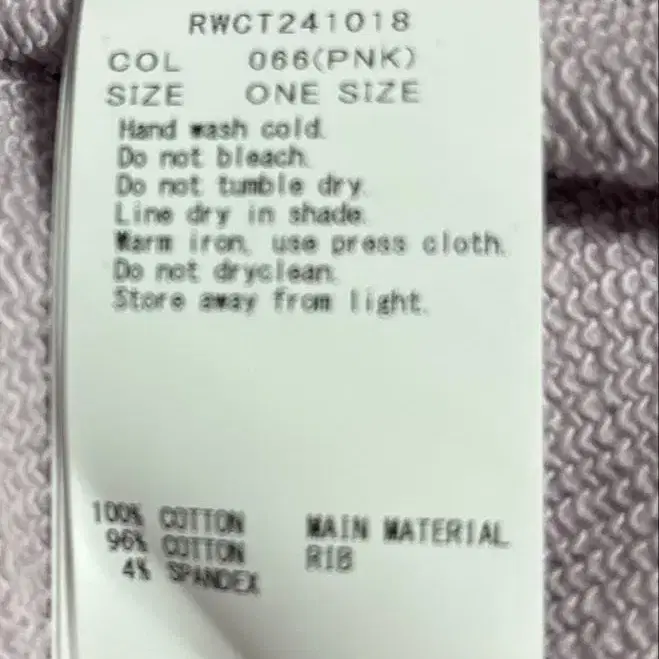 RWCT241018
COL 066(PNK)
SIZE ONE SIZE
Hand wash cold.
Do not bleach.
Do not tumble dry.
Line dry in shade.
Warm iron, use press cloth.
Do not dryclean.
Store away from light.
100% COTTON MAIN MATERIAL
96% COTTON RIB
4% SPANDEX